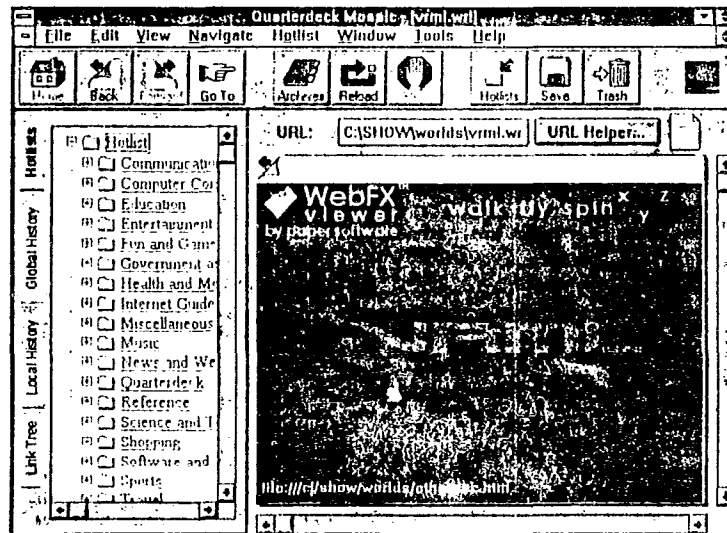 Quarterdeck Mosaic - [vrml.wrl]
File Edit View Navigate Hotlist Window Tools Help
Home Back Forward Go To Archives Reload Hotlists Save Trash
URL: C:\SHOW\worlds\vrml.wr URL Helper...
Hotlists
Global History
Local History
Link Tree
Hotlist
Communication
Computer Co
Education
Entertainment
Fun and Game
Government a
Health and Me
Internet Guide
Miscellaneous
Music
News and We
Quarterdeck
Reference
Science and T
Shopping
Software and
Sports
Travel
WebFX™
viewer
by paper software
walk fly spin x y z